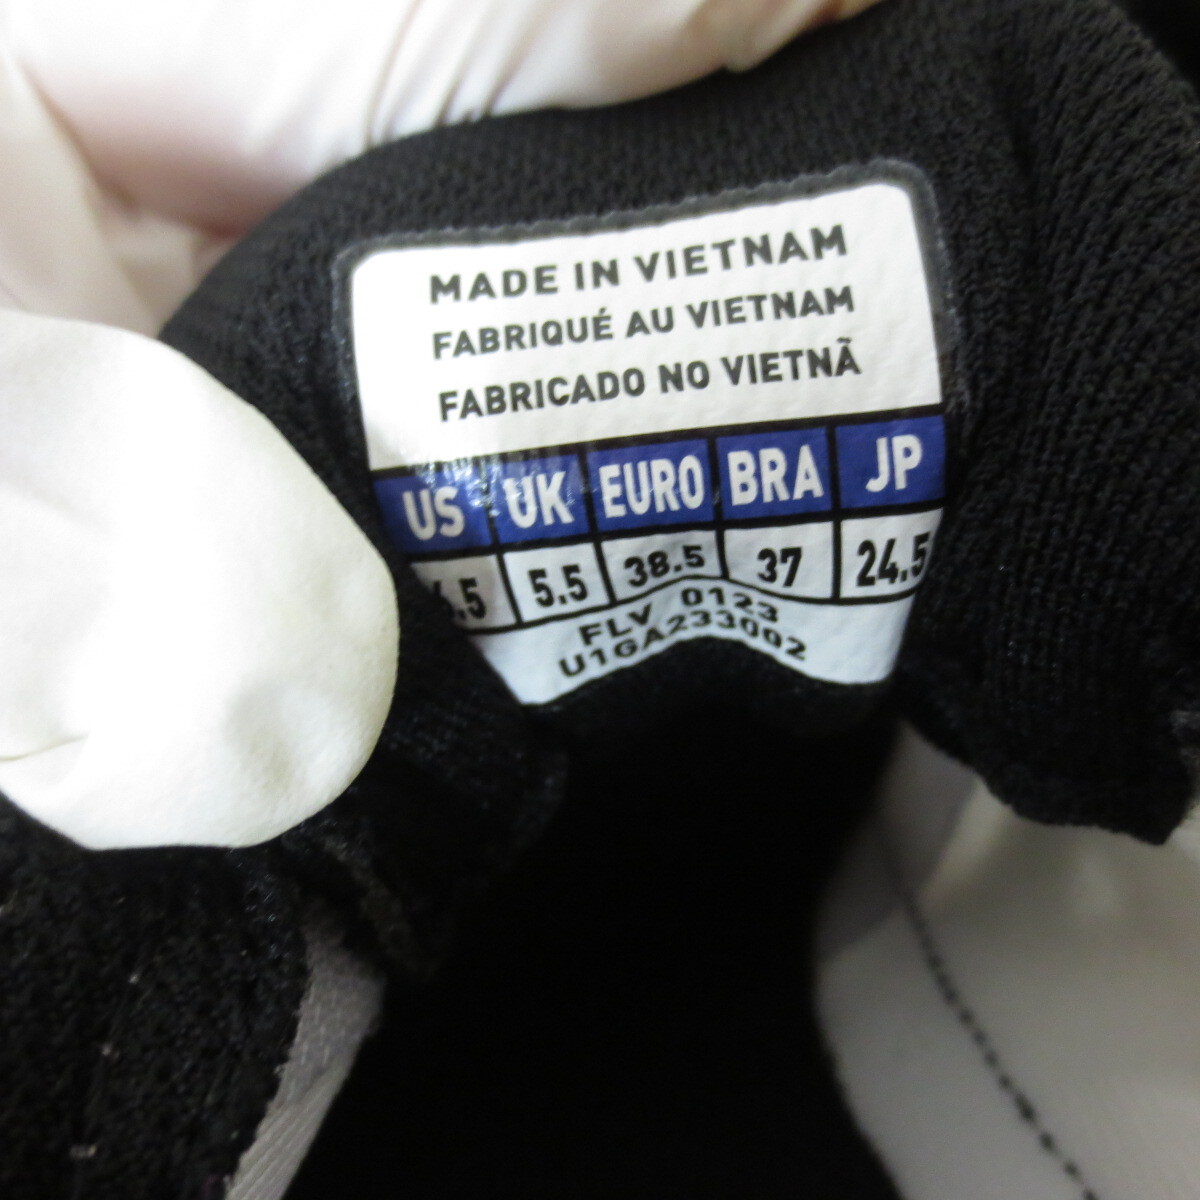 MADE IN VIETNAM
FABRIQUÉ AU VIETNAM
FABRICADO NO VIETNÃ
US UK EURO BRA JP
5.5 38.5 37 24.5
FLV 0123
U1GA233002